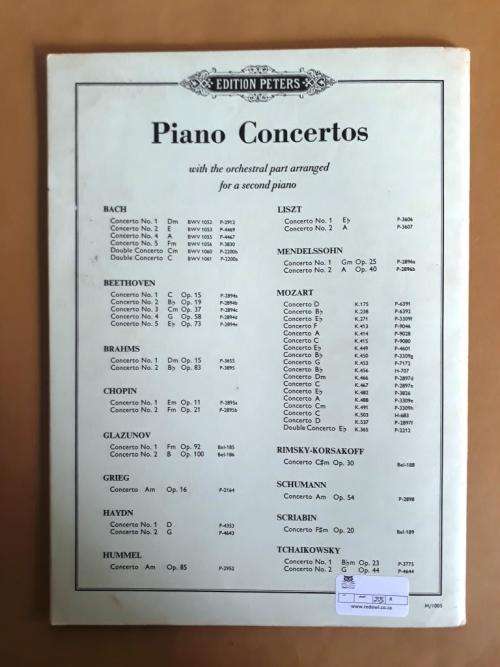 EDITION PETERS
Piano Concertos
with the orchestral part arranged
for a second piano
BACH
Concerto No. 1 Dm BWV 1052 P-2912
Concerto No. 2 E BWV 1053 P-4469
Concerto No. 4 A BWV 1055 P-4467
Concerto No. 5 Fm BWV 1056 P-3830
Double Concerto Cm BWV 1060 P-2200b
Double Concerto C BWV 1061 P-2200a
BEETHOVEN
Concerto No. 1 C Op. 15 P-2894a
Concerto No. 2 B♭ Op. 19 P-2894b
Concerto No. 3 Cm Op. 37 P-2894c
Concerto No. 4 G Op. 58 P-2894d
Concerto No. 5 E♭ Op. 73 P-2894e
BRAHMS
Concerto No. 1 Dm Op. 15 P-3655
Concerto No. 2 B♭ Op. 83 P-3895
CHOPIN
Concerto No. 1 Em Op. 11 P-2895a
Concerto No. 2 Fm Op. 21 P-2895b
GLAZUNOV
Concerto No. 1 Fm Op. 92 Bel-185
Concerto No. 2 B Op. 100 Bel-186
GRIEG
Concerto Am Op. 16 P-2164
HAYDN
Concerto No. 1 D P-4353
Concerto No. 2 G P-4643
HUMMEL
Concerto Am Op. 85 P-2952
LISZT
Concerto No. 1 E♭ P-3606
Concerto No. 2 A P-3607
MENDELSSOHN
Concerto No. 1 Gm Op. 25 P-2896a
Concerto No. 2 A Op. 40 P-2896b
MOZART
Concerto D K.175 P-6391
Concerto B♭ K.238 P-6392
Concerto E♭ K.271 P-3309l
Concerto F K.413 P-9046
Concerto A K.414 P-9028
Concerto C K.415 P-9080
Concerto E♭ K.449 P-4601
Concerto B♭ K.450 P-3309g
Concerto G K.453 P-7173
Concerto B♭ K.456 H-707
Concerto Dm K.466 P-2897d
Concerto C K.467 P-2897e
Concerto E♭ K.482 P-3826
Concerto A K.488 P-3309e
Concerto Cm K.491 P-3309h
Concerto C K.503 H-683
Concerto D K.537 P-2897f
Double Concerto E♭ K.365 P-2212
RIMSKY-KORSAKOFF
Concerto C♯m Op. 30 Bel-188
SCHUMANN
Concerto Am Op. 54 P-2898
SCRIABIN
Concerto F♯m Op. 20 Bel-189
TCHAIKOWSKY
Concerto No. 1 B♭m Op. 23 P-3775
Concerto No. 2 G Op. 44 P-4644
www.redowl.co.za
M/1005